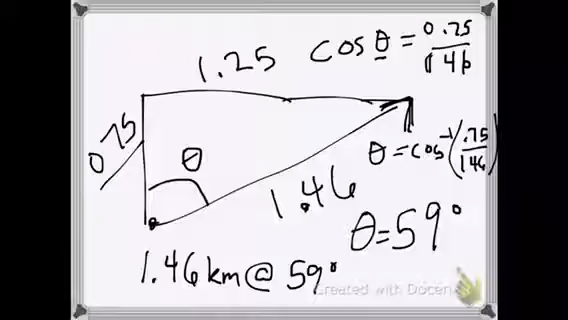 1.25
cos θ = 0.75/1.46
0.75
θ
θ = cos⁻¹(.75/1.46)
1.46
θ = 59°
1.46 km @ 59°
Created with Doceri